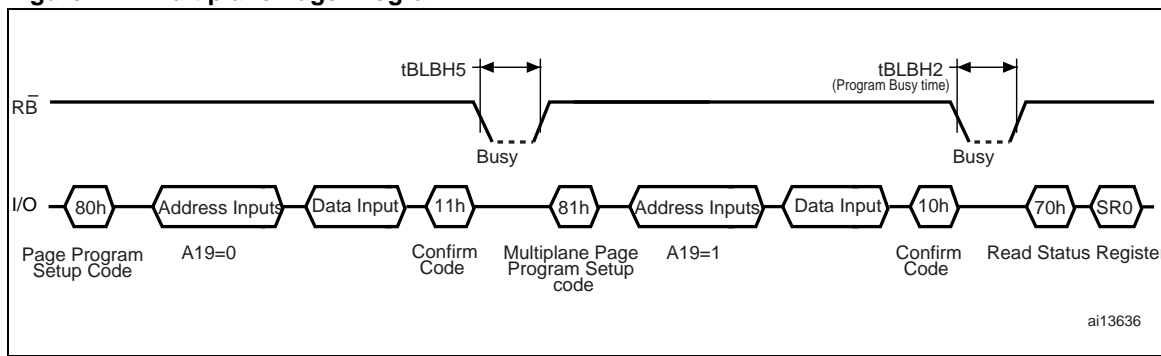 tBLBH5
tBLBH2
(Program Busy time)
RB̅
Busy
Busy
I/O
80h
Address Inputs
Data Input
11h
81h
Address Inputs
Data Input
10h
70h
SR0
Page Program
Setup Code
A19=0
Confirm
Code
Multiplane Page
Program Setup
code
A19=1
Confirm
Code
Read Status Register
ai13636